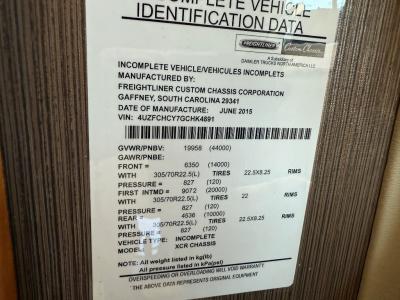 INCOMPLETE VEHICLE
IDENTIFICATION DATA
FREIGHTLINER Custom Chassis
A Subsidiary of
DAIMLER TRUCKS NORTH AMERICA LLC
INCOMPLETE VEHICLE/VEHICULES INCOMPLETS
MANUFACTURED BY:
FREIGHTLINER CUSTOM CHASSIS CORPORATION
GAFFNEY, SOUTH CAROLINA 29341
DATE OF MANUFACTURE: JUNE 2015
VIN: 4UZFCHCY7GCHK4891
GVWR/PNBV: 19958 (44000)
GAWR/PBNE:
FRONT = 6350 (14000)
WITH 305/70R22.5(L) TIRES 22.5X8.25 RIMS
PRESSURE = 827 (120)
FIRST INTMD = 9072 (20000)
WITH 305/70R22.5(L) TIRES 22 RIMS
PRESSURE = 827 (120)
REAR = 4536 (10000)
WITH 305/70R22.5(L) TIRES 22.5X8.25 RIMS
PRESSURE = 827 (120)
VEHICLE TYPE: INCOMPLETE
MODEL: XCR CHASSIS
NOTE: All weight listed in kg(lb)
All pressure listed in kPa(psi)
OVERSPEEDING OR OVERLOADING WILL VOID WARRANTY.
THE ABOVE DATA REPRESENTS ORIGINAL EQUIPMENT